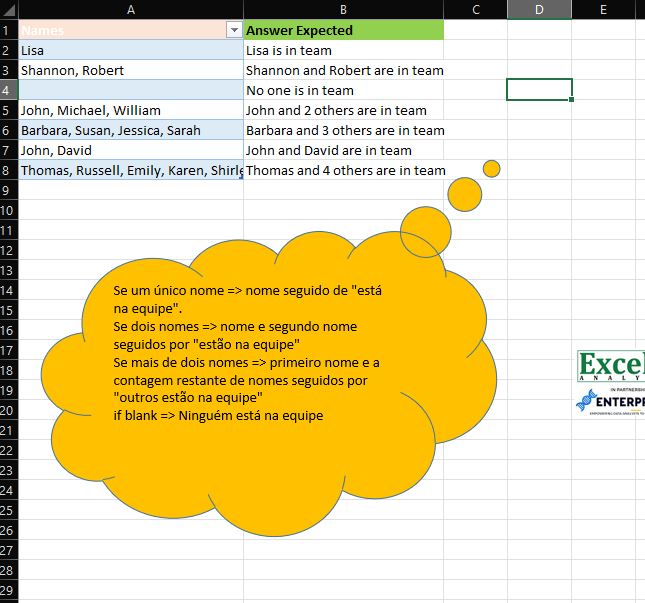 A B C D E
1 Names Answer Expected
2 Lisa Lisa is in team
3 Shannon, Robert Shannon and Robert are in team
4 No one is in team
5 John, Michael, William John and 2 others are in team
6 Barbara, Susan, Jessica, Sarah Barbara and 3 others are in team
7 John, David John and David are in team
8 Thomas, Russell, Emily, Karen, Thomas and 4 others are in team
9
10
11
12
13
14
15
16
17
18
19
20
21
22
23
24
25
26
27
28
29
Se um único nome => nome seguido de "está
na equipe".
Se dois nomes => nome e segundo nome
seguidos por "estão na equipe"
Se mais de dois nomes => primeiro nome e a
contagem restante de nomes seguidos por
"outros estão na equipe"
if blank => Ninguém está na equipe
Excel
IN